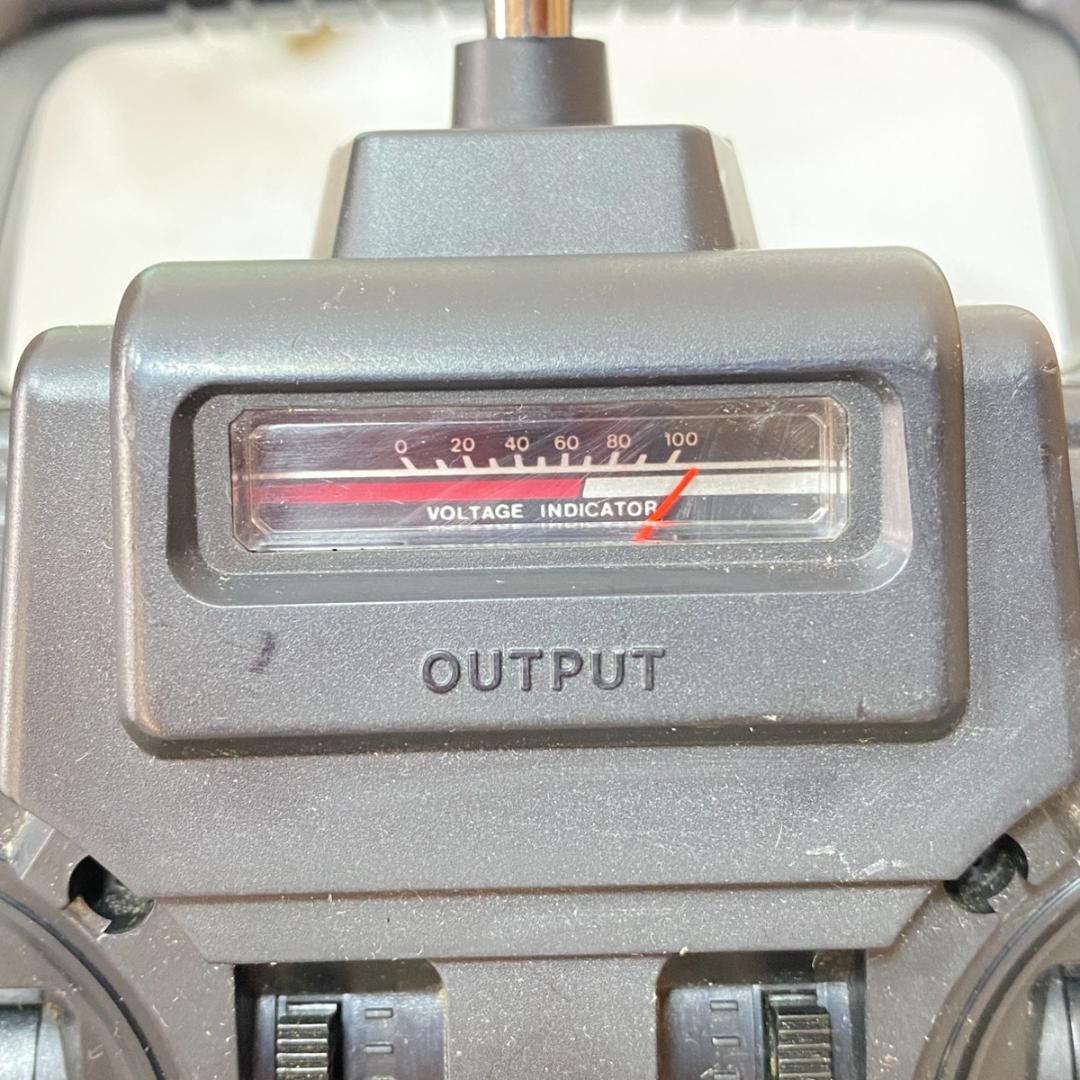 0 20 40 60 80 100
VOLTAGE INDICATOR
OUTPUT